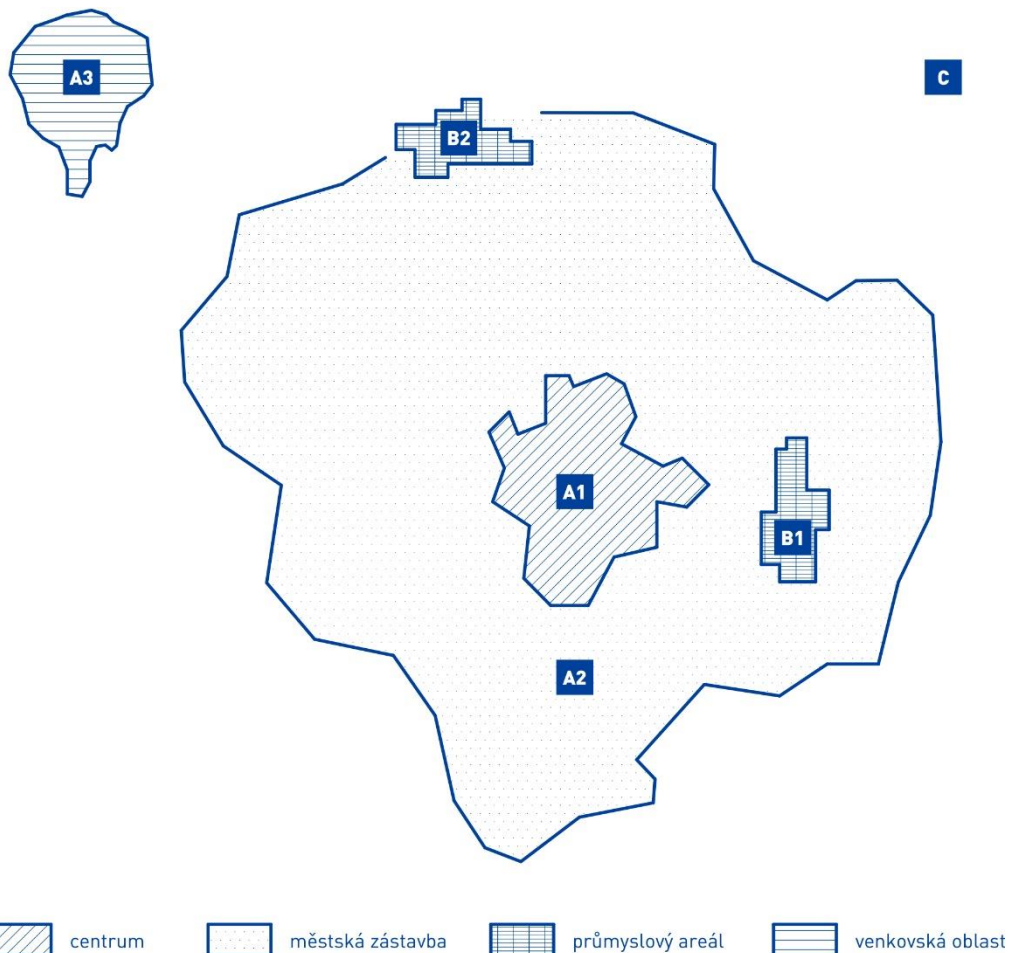 A3
C
B2
A1
B1
A2
centrum
městská zástavba
průmyslový areál
venkovská oblast